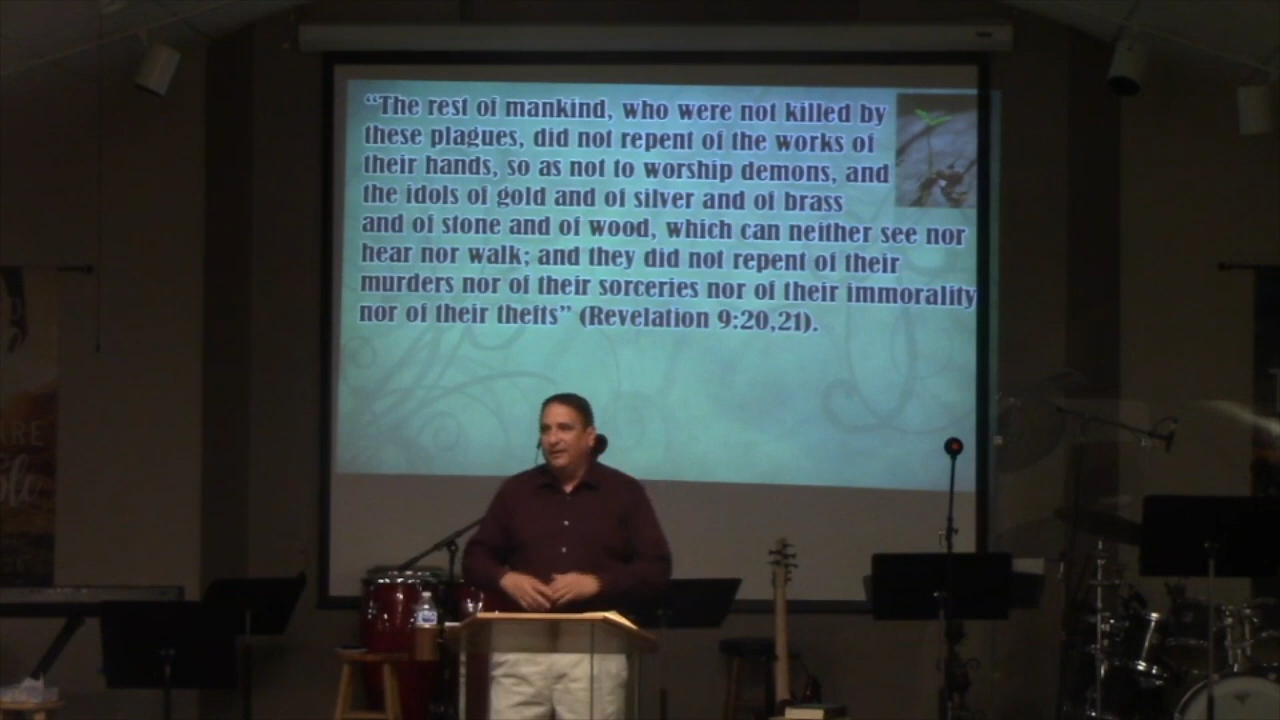 “The rest of mankind, who were not killed by
these plagues, did not repent of the works of
their hands, so as not to worship demons, and
the idols of gold and of silver and of brass
and of stone and of wood, which can neither see nor
hear nor walk; and they did not repent of their
murders nor of their sorceries nor of their immorality
nor of their thefts” (Revelation 9:20,21).